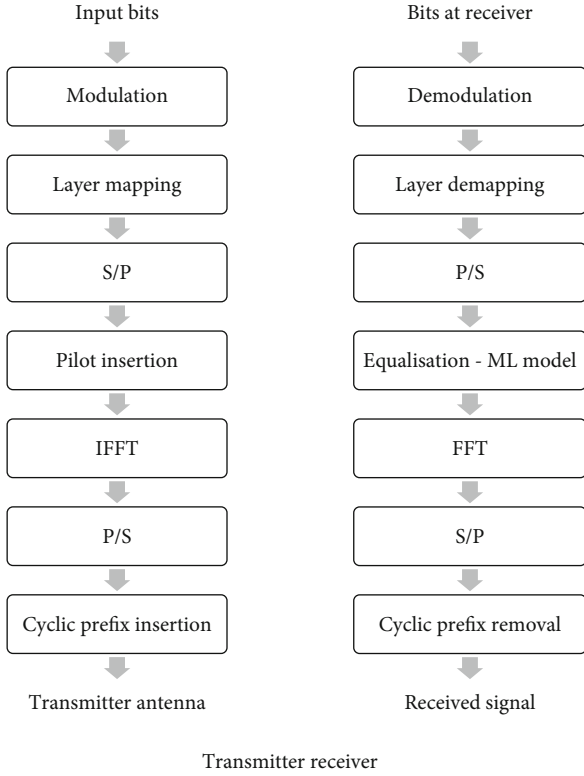 Input bits
Modulation
Layer mapping
S/P
Pilot insertion
IFFT
P/S
Cyclic prefix insertion
Transmitter antenna
Bits at receiver
Demodulation
Layer demapping
P/S
Equalisation - ML model
FFT
S/P
Cyclic prefix removal
Received signal
Transmitter receiver